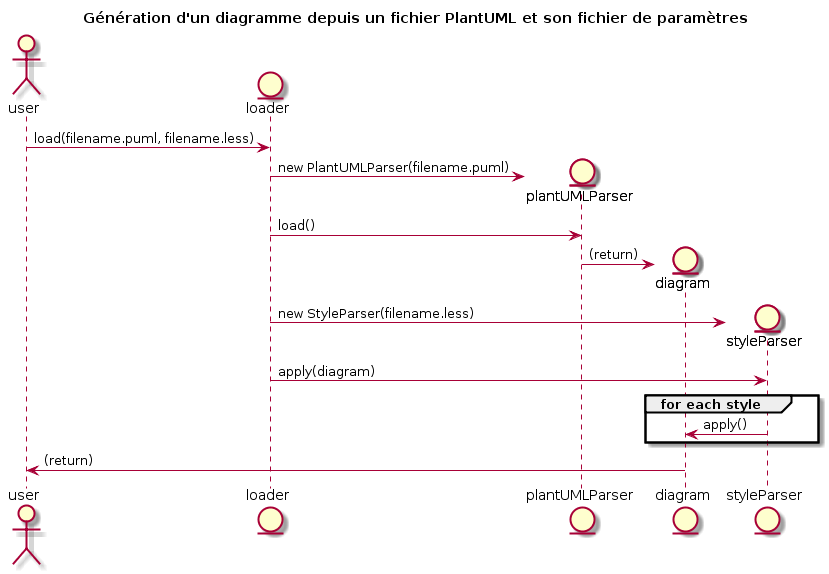 Génération d'un diagramme depuis un fichier PlantUML et son fichier de paramètres
user
loader
load(filename.puml, filename.less)
new PlantUMLParser(filename.puml)
plantUMLParser
load()
(return)
diagram
new StyleParser(filename.less)
styleParser
apply(diagram)
for each style
apply()
(return)
user loader plantUMLParser diagram styleParser